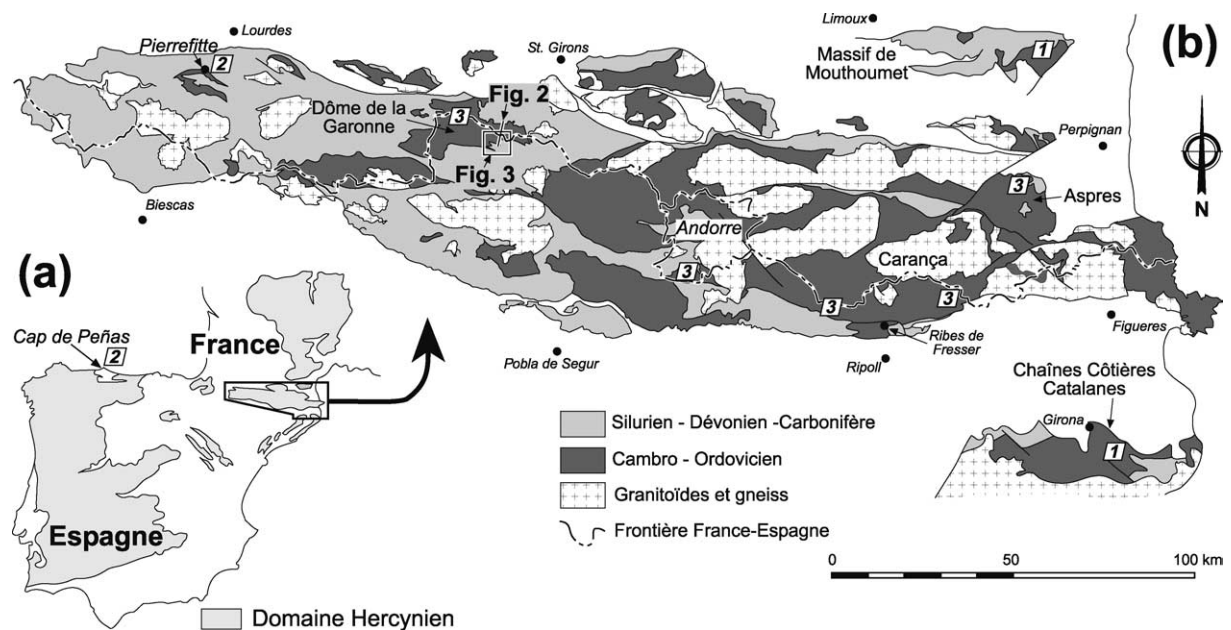 Lourdes
Pierrefitte
2
St. Girons
Limoux
Massif de
Mouthoumet
1
(b)
Dôme de la
Garonne
3
Fig. 2
Fig. 3
Perpignan
N
3
Aspres
Biescas
Andorre
Carança
3
3
3
(a)
Cap de Peñas
2
France
Espagne
Domaine Hercynien
Pobla de Segur
Ripoll
Ribes de
Fresser
Figueres
Chaînes Côtières
Catalanes
Girona
1
Silurien - Dévonien -Carbonifère
Cambro - Ordovicien
Granitoïdes et gneiss
Frontière France-Espagne
0 50 100 km